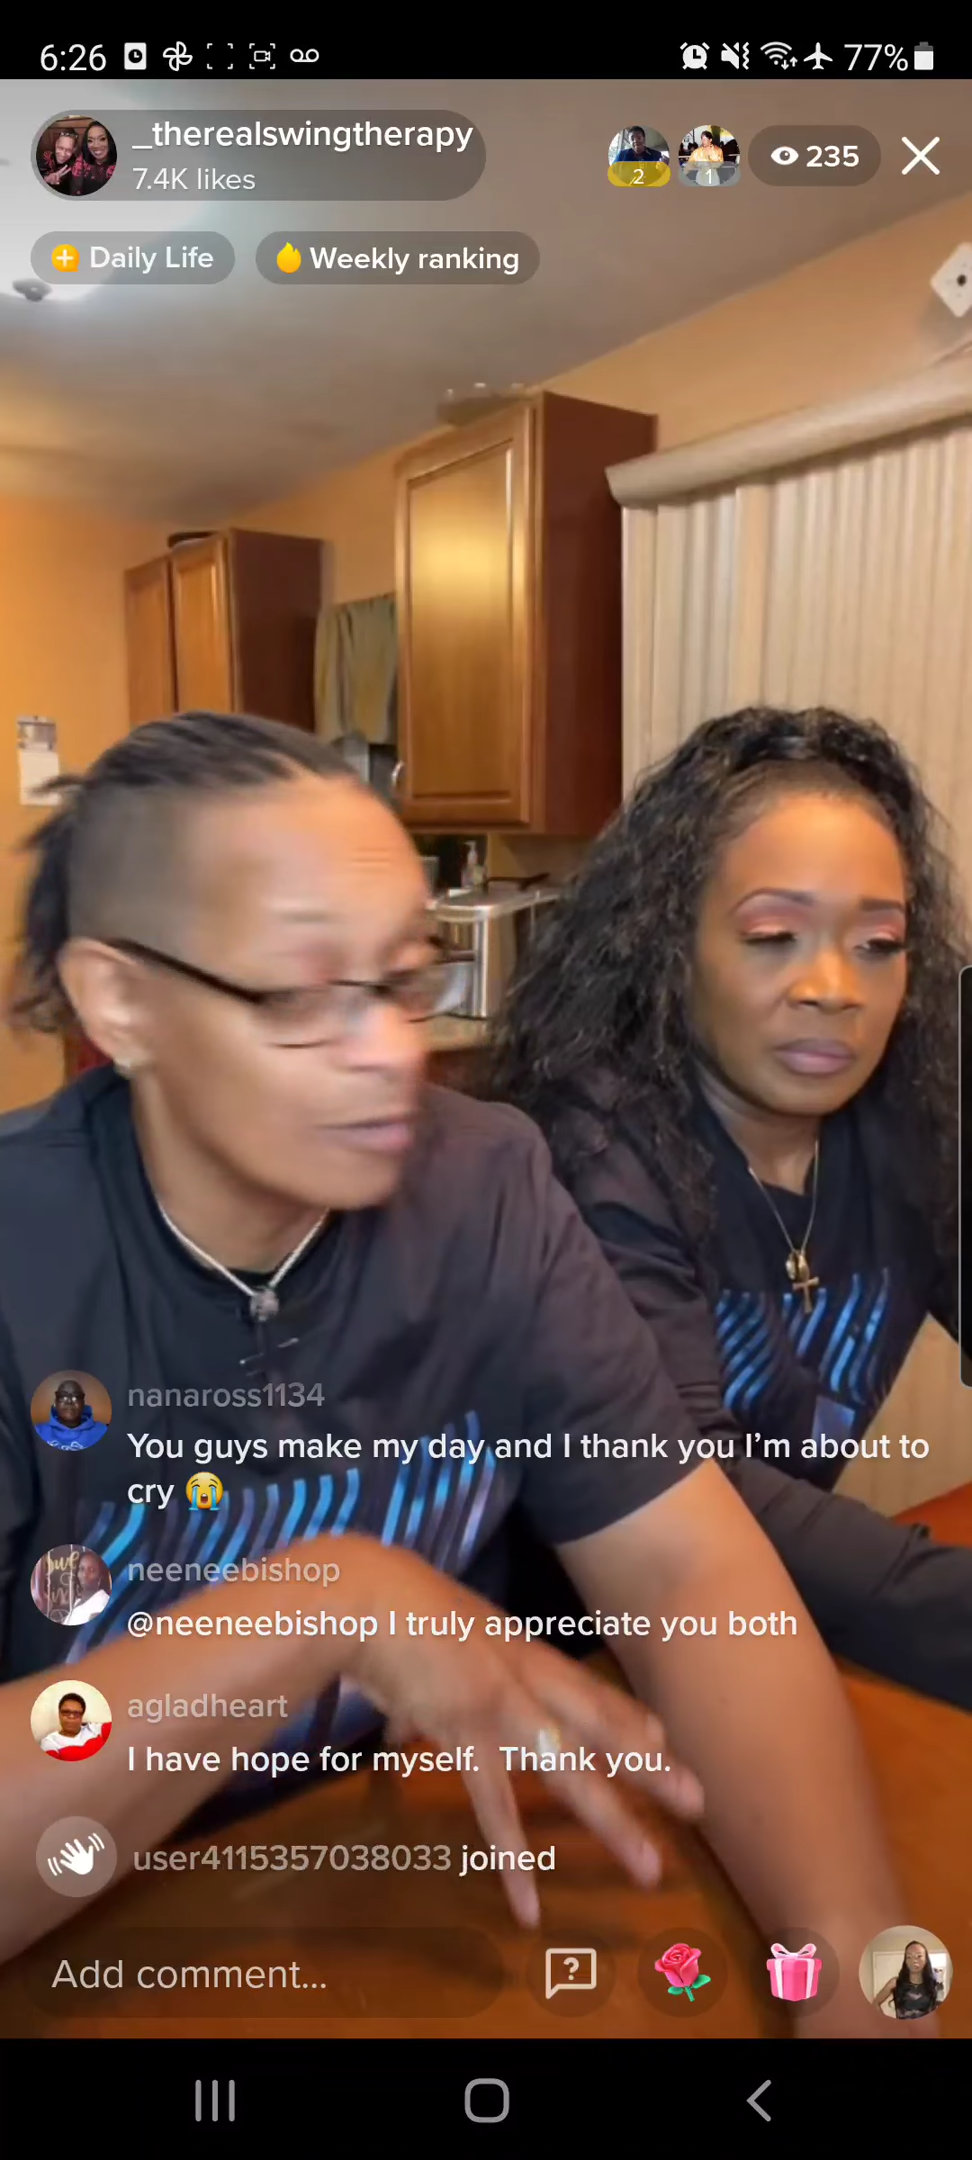 6:26 77%
_therealswingtherapy
7.4K likes
2 1 235
Daily Life Weekly ranking
nanaross1134
You guys make my day and I thank you I’m about to
cry 😭
neeneebishop
@neeneebishop I truly appreciate you both
agladheart
I have hope for myself.  Thank you.
user4115357038033 joined
Add comment...
?